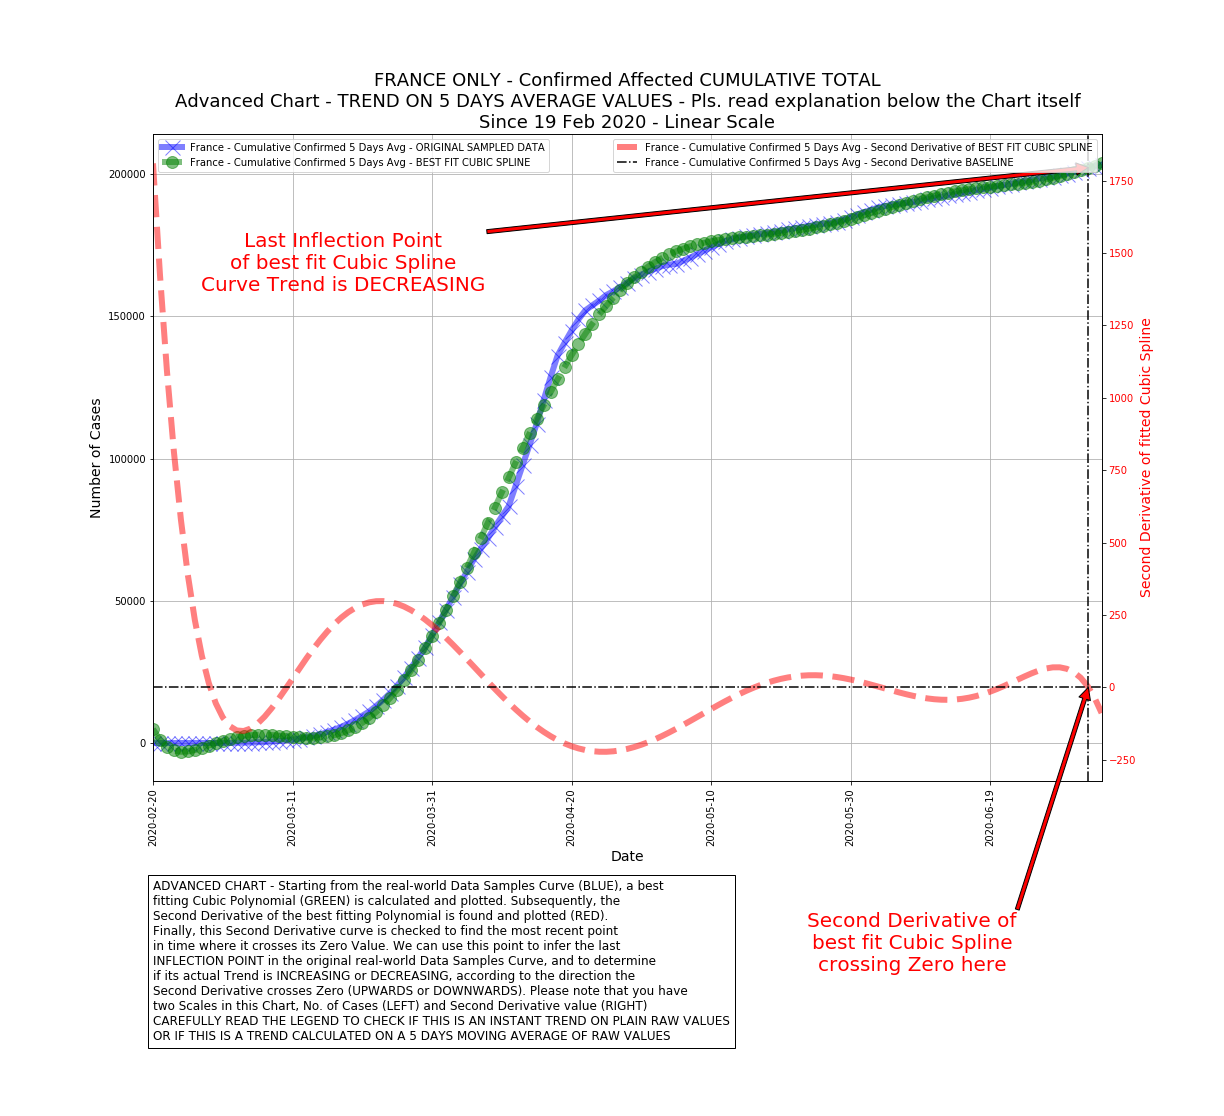 FRANCE ONLY - Confirmed Affected CUMULATIVE TOTAL
Advanced Chart - TREND ON 5 DAYS AVERAGE VALUES - Pls. read explanation below the Chart itself
Since 19 Feb 2020 - Linear Scale
France - Cumulative Confirmed 5 Days Avg - ORIGINAL SAMPLED DATA
France - Cumulative Confirmed 5 Days Avg - BEST FIT CUBIC SPLINE
France - Cumulative Confirmed 5 Days Avg - Second Derivative of BEST FIT CUBIC SPLINE
France - Cumulative Confirmed 5 Days Avg - Second Derivative BASELINE
Last Inflection Point
of best fit Cubic Spline
Curve Trend is DECREASING
Number of Cases
200000
150000
100000
50000
0
1750
1500
1250
1000
750
500
250
0
−250
Second Derivative of fitted Cubic Spline
2020-02-20
2020-03-11
2020-03-31
2020-04-20
2020-05-10
2020-05-30
2020-06-19
Date
ADVANCED CHART - Starting from the real-world Data Samples Curve (BLUE), a best
fitting Cubic Polynomial (GREEN) is calculated and plotted. Subsequently, the
Second Derivative of the best fitting Polynomial is found and plotted (RED).
Finally, this Second Derivative curve is checked to find the most recent point
in time where it crosses its Zero Value. We can use this point to infer the last
INFLECTION POINT in the original real-world Data Samples Curve, and to determine
if its actual Trend is INCREASING or DECREASING, according to the direction the
Second Derivative crosses Zero (UPWARDS or DOWNWARDS). Please note that you have
two Scales in this Chart, No. of Cases (LEFT) and Second Derivative value (RIGHT)
CAREFULLY READ THE LEGEND TO CHECK IF THIS IS AN INSTANT TREND ON PLAIN RAW VALUES
OR IF THIS IS A TREND CALCULATED ON A 5 DAYS MOVING AVERAGE OF RAW VALUES
Second Derivative of
best fit Cubic Spline
crossing Zero here